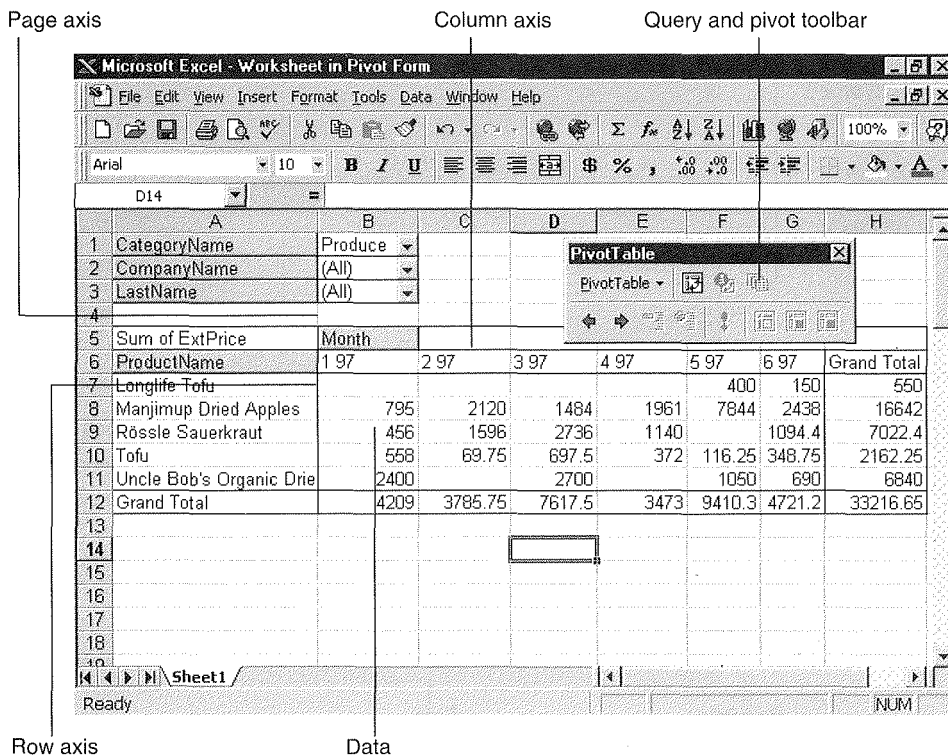 Page axis Column axis Query and pivot toolbar
Microsoft Excel - Worksheet in Pivot Form
File Edit View Insert Format Tools Data Window Help
100%
Arial 10 B I U $ % ,
D14 =
A B C D E F G H
1 CategoryName Produce
2 CompanyName (All)
3 LastName (All)
PivotTable
PivotTable
4
5 Sum of ExtPrice Month
6 ProductName 1 97 2 97 3 97 4 97 5 97 6 97 Grand Total
7 Longlife Tofu 400 150 550
8 Manjimup Dried Apples 795 2120 1484 1961 7844 2438 16642
9 Rössle Sauerkraut 456 1596 2736 1140 1094.4 7022.4
10 Tofu 558 69.75 697.5 372 116.25 348.75 2162.25
11 Uncle Bob's Organic Drie 2400 2700 1050 690 6840
12 Grand Total 4209 3785.75 7617.5 3473 9410.3 4721.2 33216.65
13
14
15
16
17
18
19
Sheet1
Ready NUM
Row axis Data